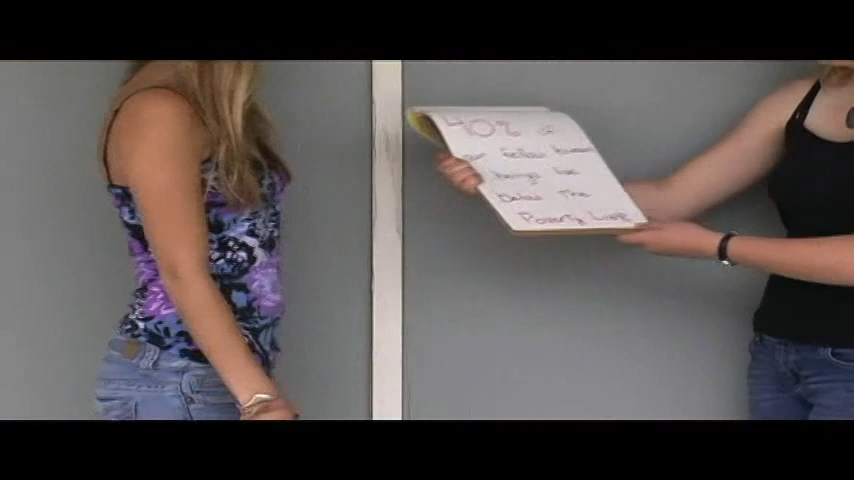 40% of
our fellow human
beings live
Below The
Poverty Line